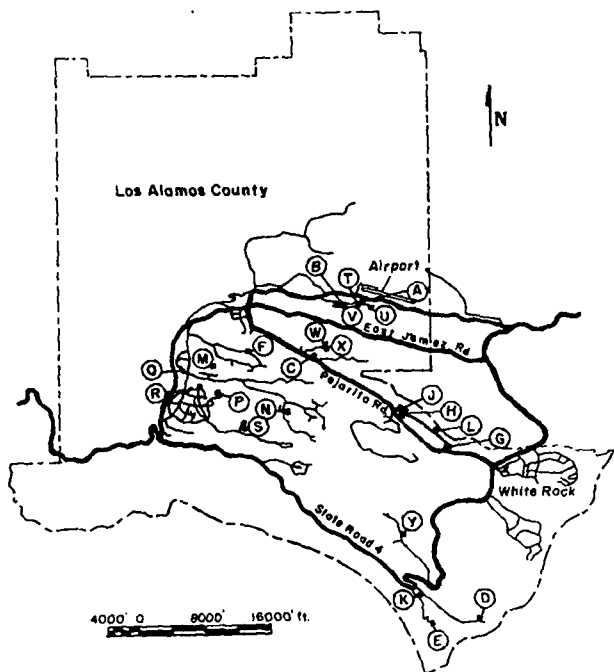 N
Los Alamos County
Airport
B
T
A
V
U
East Jemez Rd
W
X
F
M
C
Q
Pajarito Rd.
R
P
J
N
H
S
L
G
White Rock
State Road 4
Y
K
D
E
4000' 0 8000' 16000' ft.